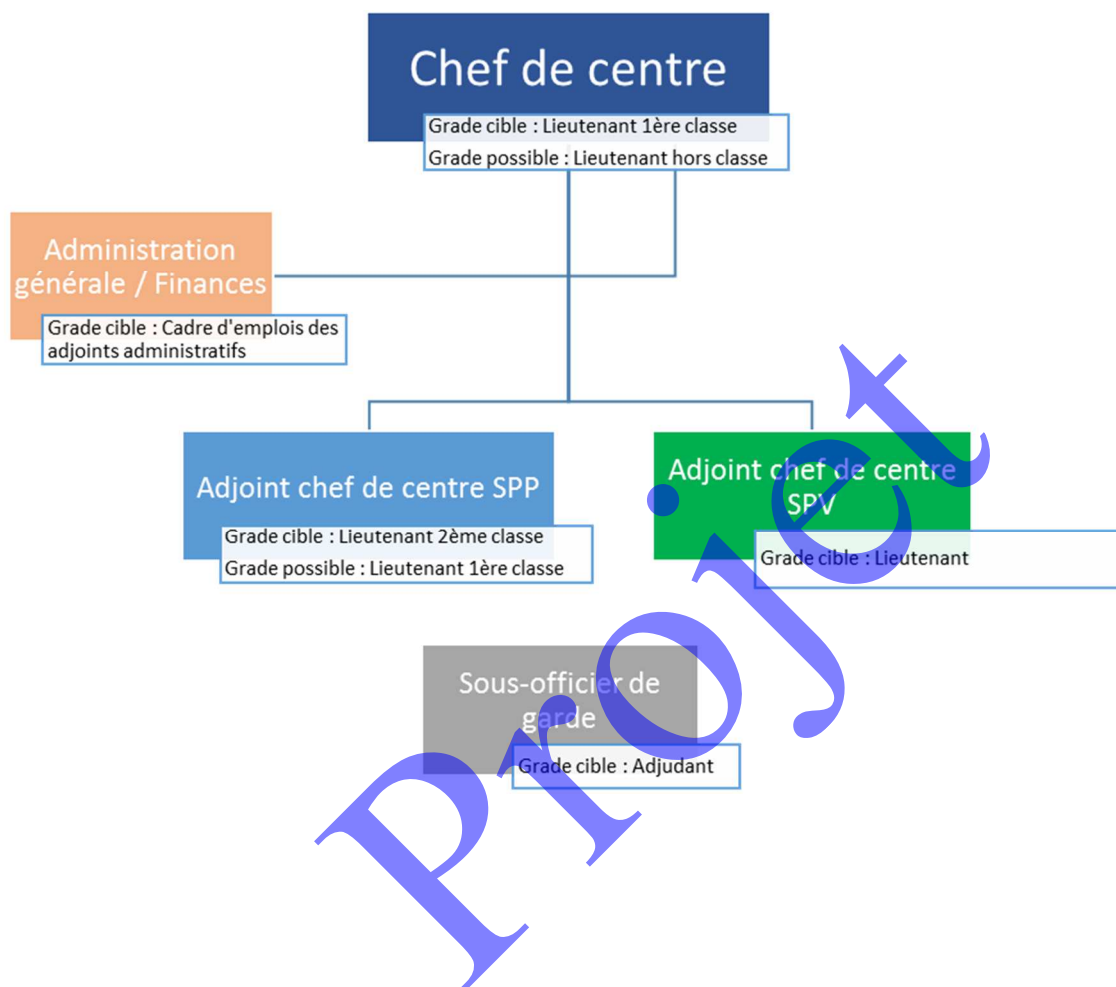 Chef de centre
Grade cible : Lieutenant 1ère classe
Grade possible : Lieutenant hors classe
Administration
générale / Finances
Grade cible : Cadre d'emplois des
adjoints administratifs
Adjoint chef de centre SPP
Grade cible : Lieutenant 2ème classe
Grade possible : Lieutenant 1ère classe
Adjoint chef de centre
SPV
Grade cible : Lieutenant
Sous-officier de
garde
Grade cible : Adjudant
Projet